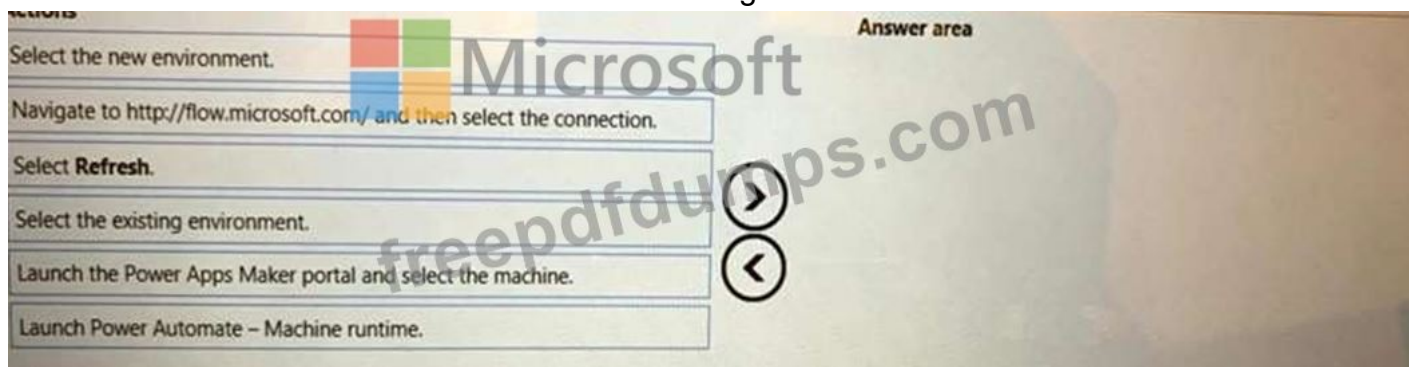 Actions
Answer area
Select the new environment.
Microsoft
Navigate to http://flow.microsoft.com/ and then select the connection.
Select Refresh.
freepdfdumps.com
Select the existing environment.
Launch the Power Apps Maker portal and select the machine.
Launch Power Automate – Machine runtime.